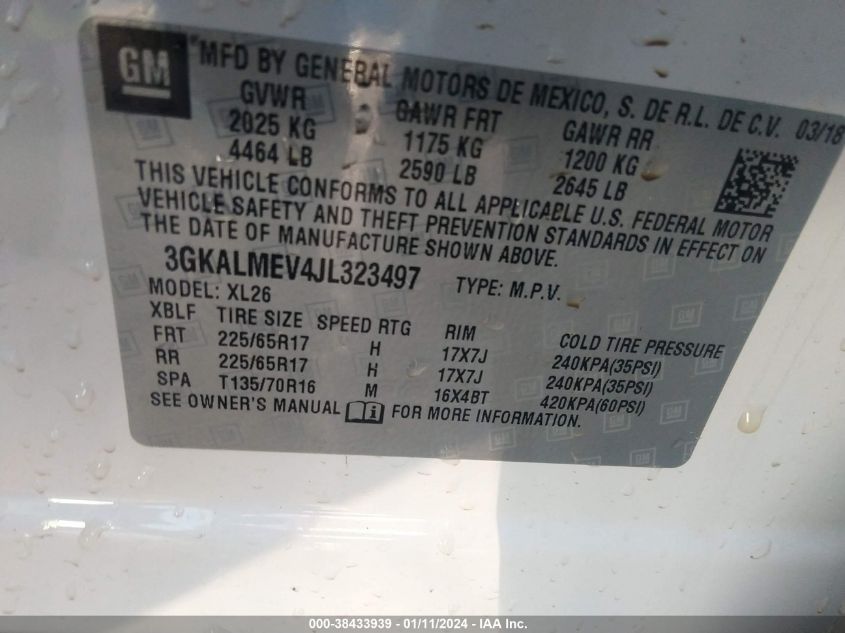 GM
*MFD BY GENERAL MOTORS DE MEXICO, S. DE R.L. DE C.V. 03/18
GVWR GAWR FRT GAWR RR
2025 KG 1175 KG 1200 KG
4464 LB 2590 LB 2645 LB
THIS VEHICLE CONFORMS TO ALL APPLICABLE U.S. FEDERAL MOTOR
VEHICLE SAFETY AND THEFT PREVENTION STANDARDS IN EFFECT ON
THE DATE OF MANUFACTURE SHOWN ABOVE.
3GKALMEV4JL323497 TYPE: M.P.V.
MODEL: XL26
XBLF TIRE SIZE SPEED RTG RIM COLD TIRE PRESSURE
FRT 225/65R17 H 17X7J 240KPA(35PSI)
RR 225/65R17 H 17X7J 240KPA(35PSI)
SPA T135/70R16 M 16X4BT 420KPA(60PSI)
SEE OWNER'S MANUAL i FOR MORE INFORMATION.
000-38433939 - 01/11/2024 - IAA Inc.